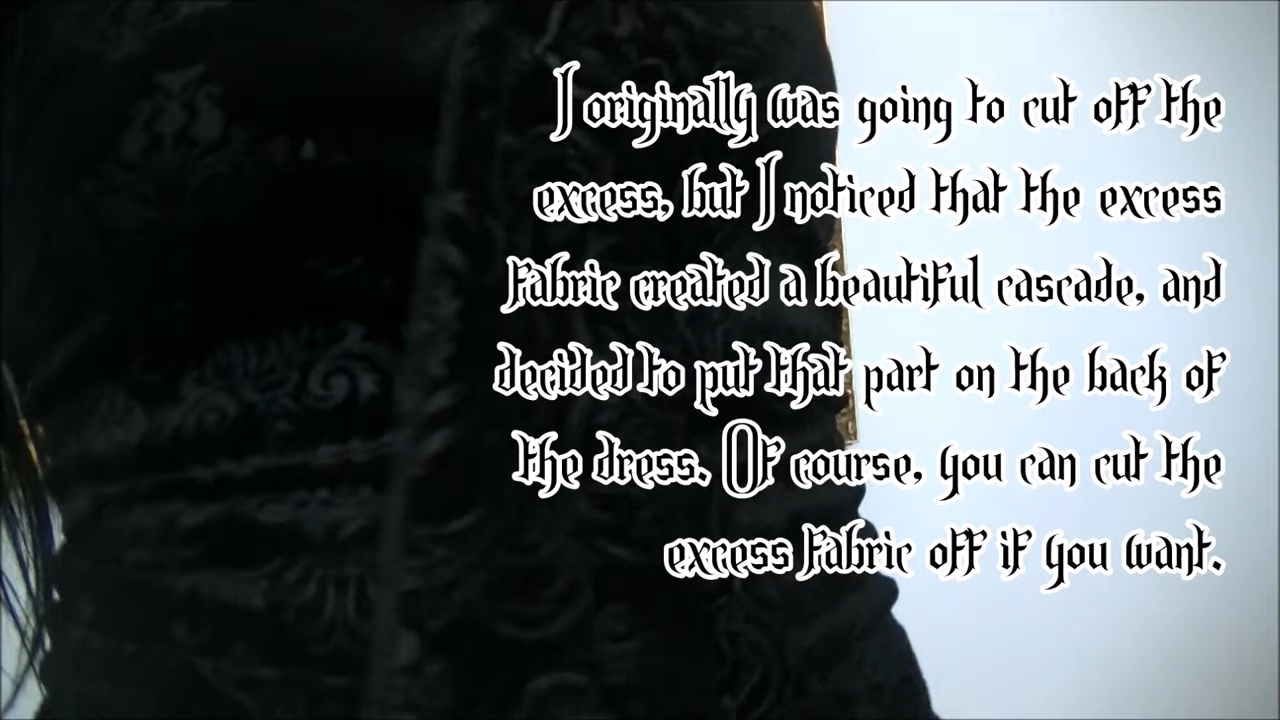 I originally was going to cut off the
excess, but I noticed that the excess
fabric created a beautiful cascade, and
decided to put that part on the back of
the dress. Of course, you can cut the
excess fabric off if you want.